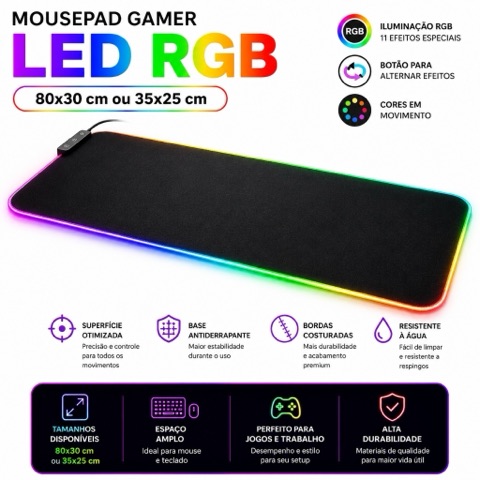 MOUSEPAD GAMER
LED RGB
80x30 cm ou 35x25 cm
RGB
ILUMINAÇÃO RGB
11 EFEITOS ESPECIAIS
BOTÃO PARA
ALTERNAR EFEITOS
CORES EM
MOVIMENTO
SUPERFÍCIE
OTIMIZADA
Precisão e controle
para todos os
movimentos
BASE
ANTIDERRAPANTE
Maior estabilidade
durante o uso
BORDAS
COSTURADAS
Mais durabilidade
e acabamento
premium
RESISTENTE
À ÁGUA
Fácil de limpar
e resistente a
respingos
TAMANHOS
DISPONÍVEIS
80x30 cm
ou 35x25 cm
ESPAÇO
AMPLO
Ideal para mouse
e teclado
PERFEITO PARA
JOGOS E TRABALHO
Desempenho e estilo
para seu setup
ALTA
DURABILIDADE
Materiais de qualidade
para maior vida útil